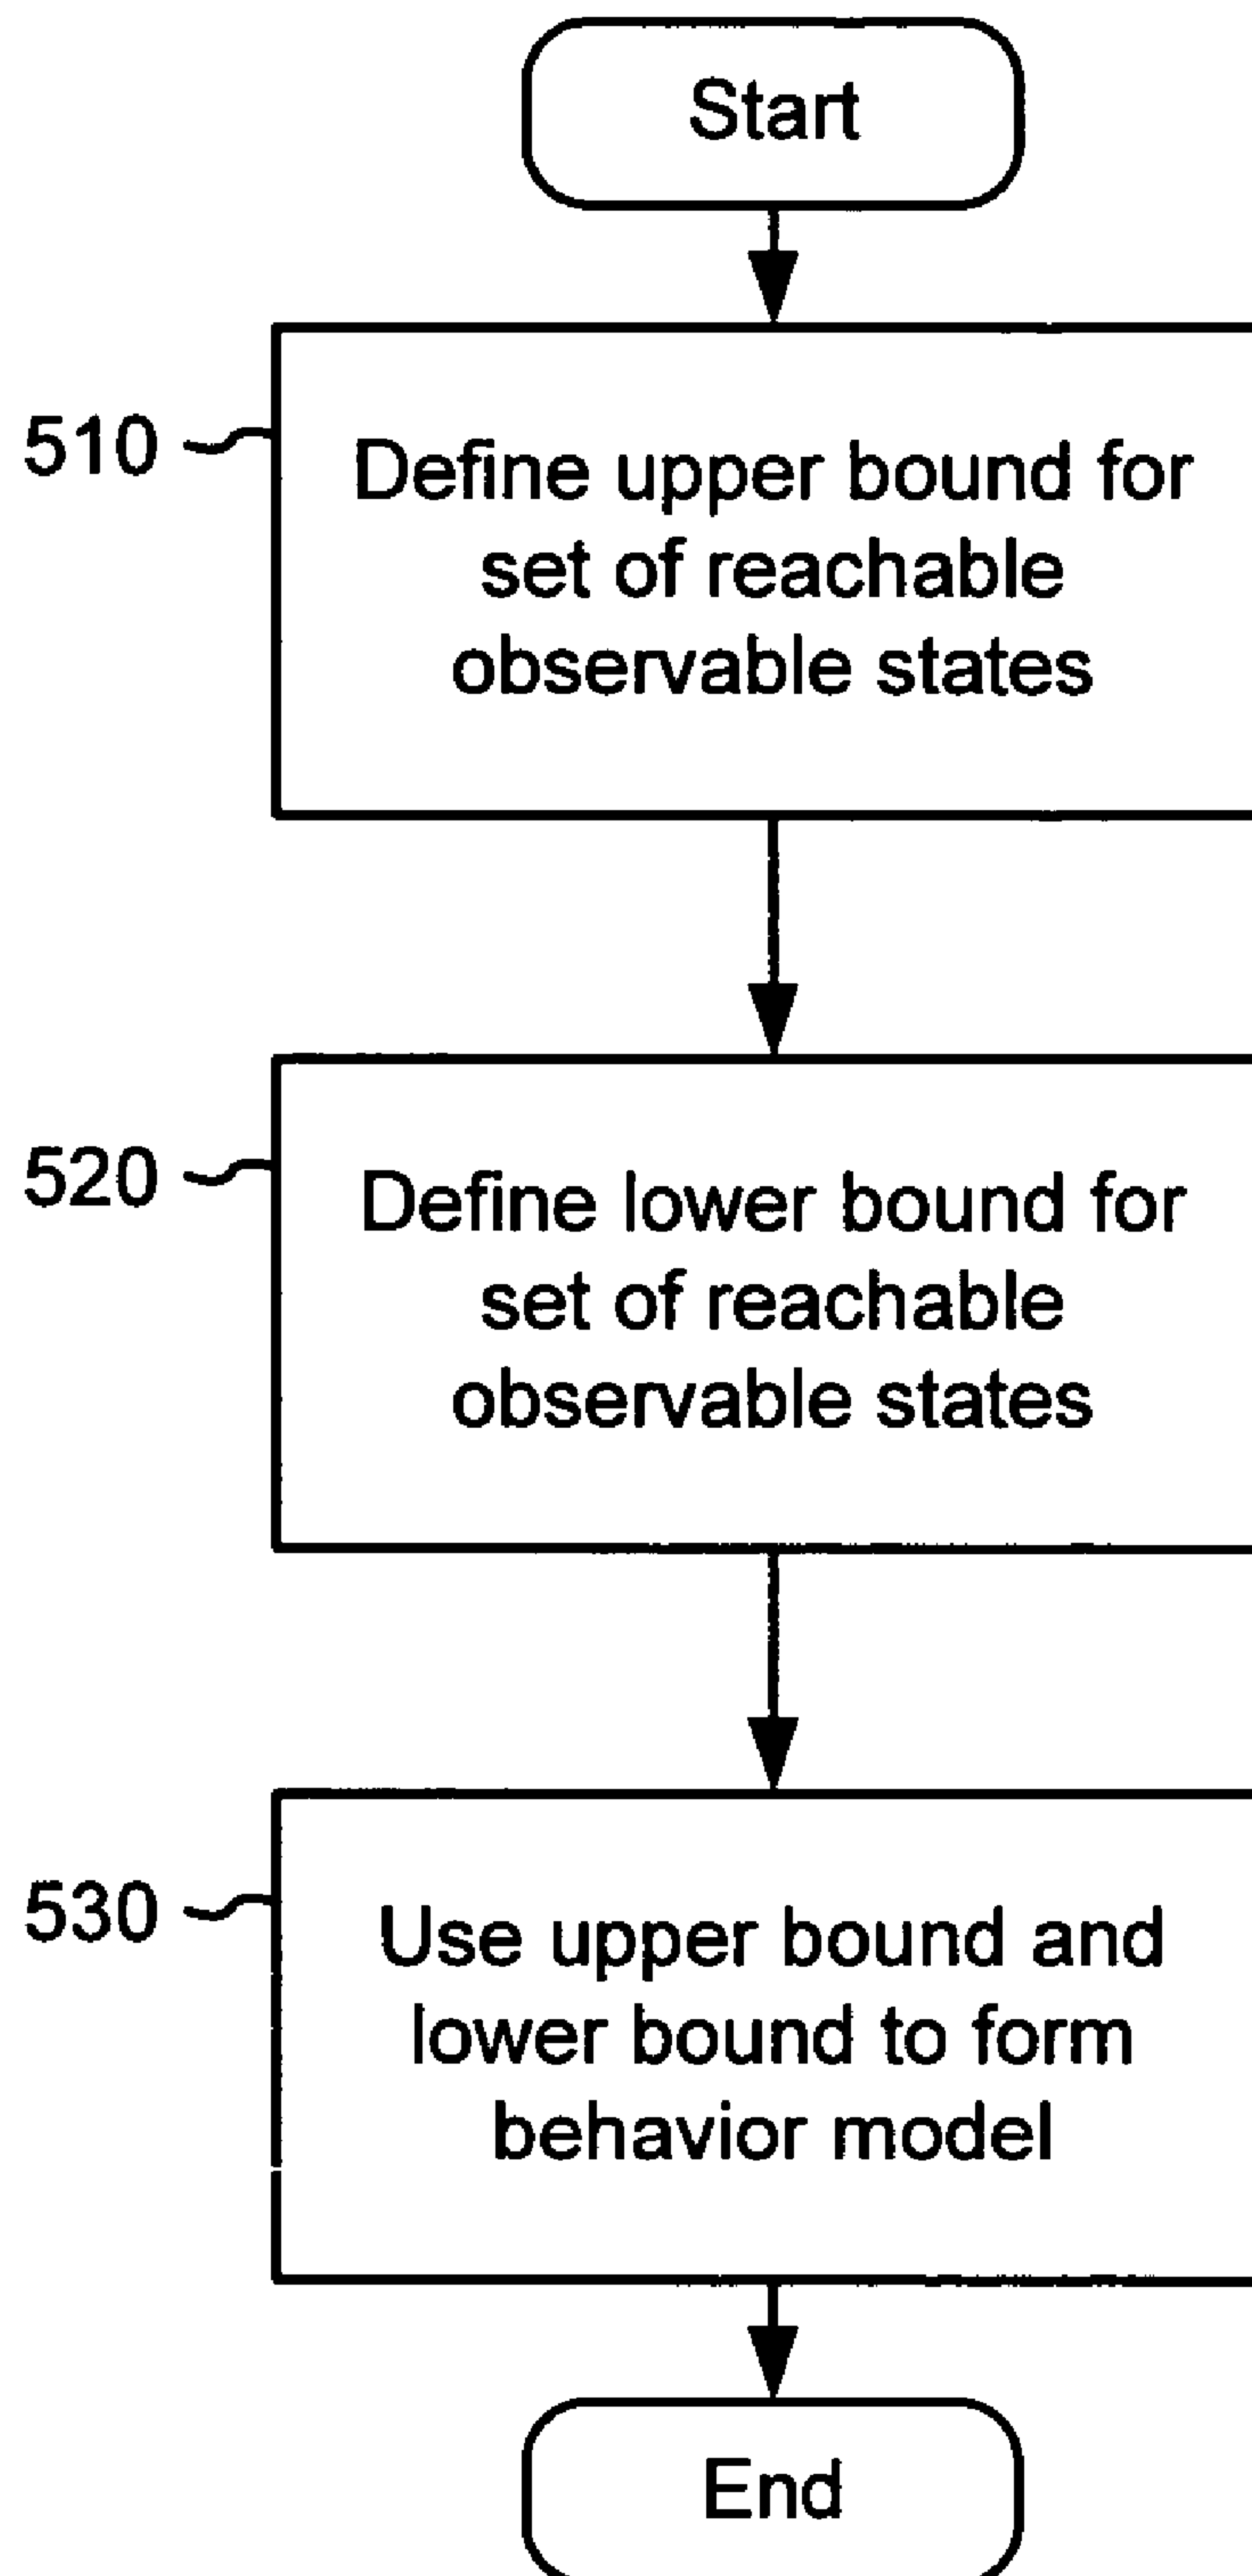 Start
510
Define upper bound for
set of reachable
observable states
520
Define lower bound for
set of reachable
observable states
530
Use upper bound and
lower bound to form
behavior model
End